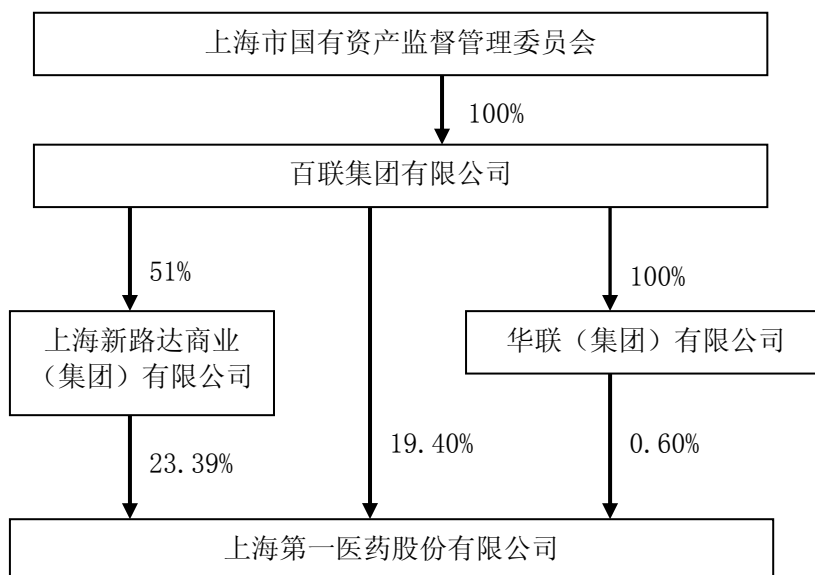 上海市国有资产监督管理委员会
100%
百联集团有限公司
51%
100%
上海新路达商业
（集团）有限公司
华联（集团）有限公司
23.39%
19.40%
0.60%
上海第一医药股份有限公司